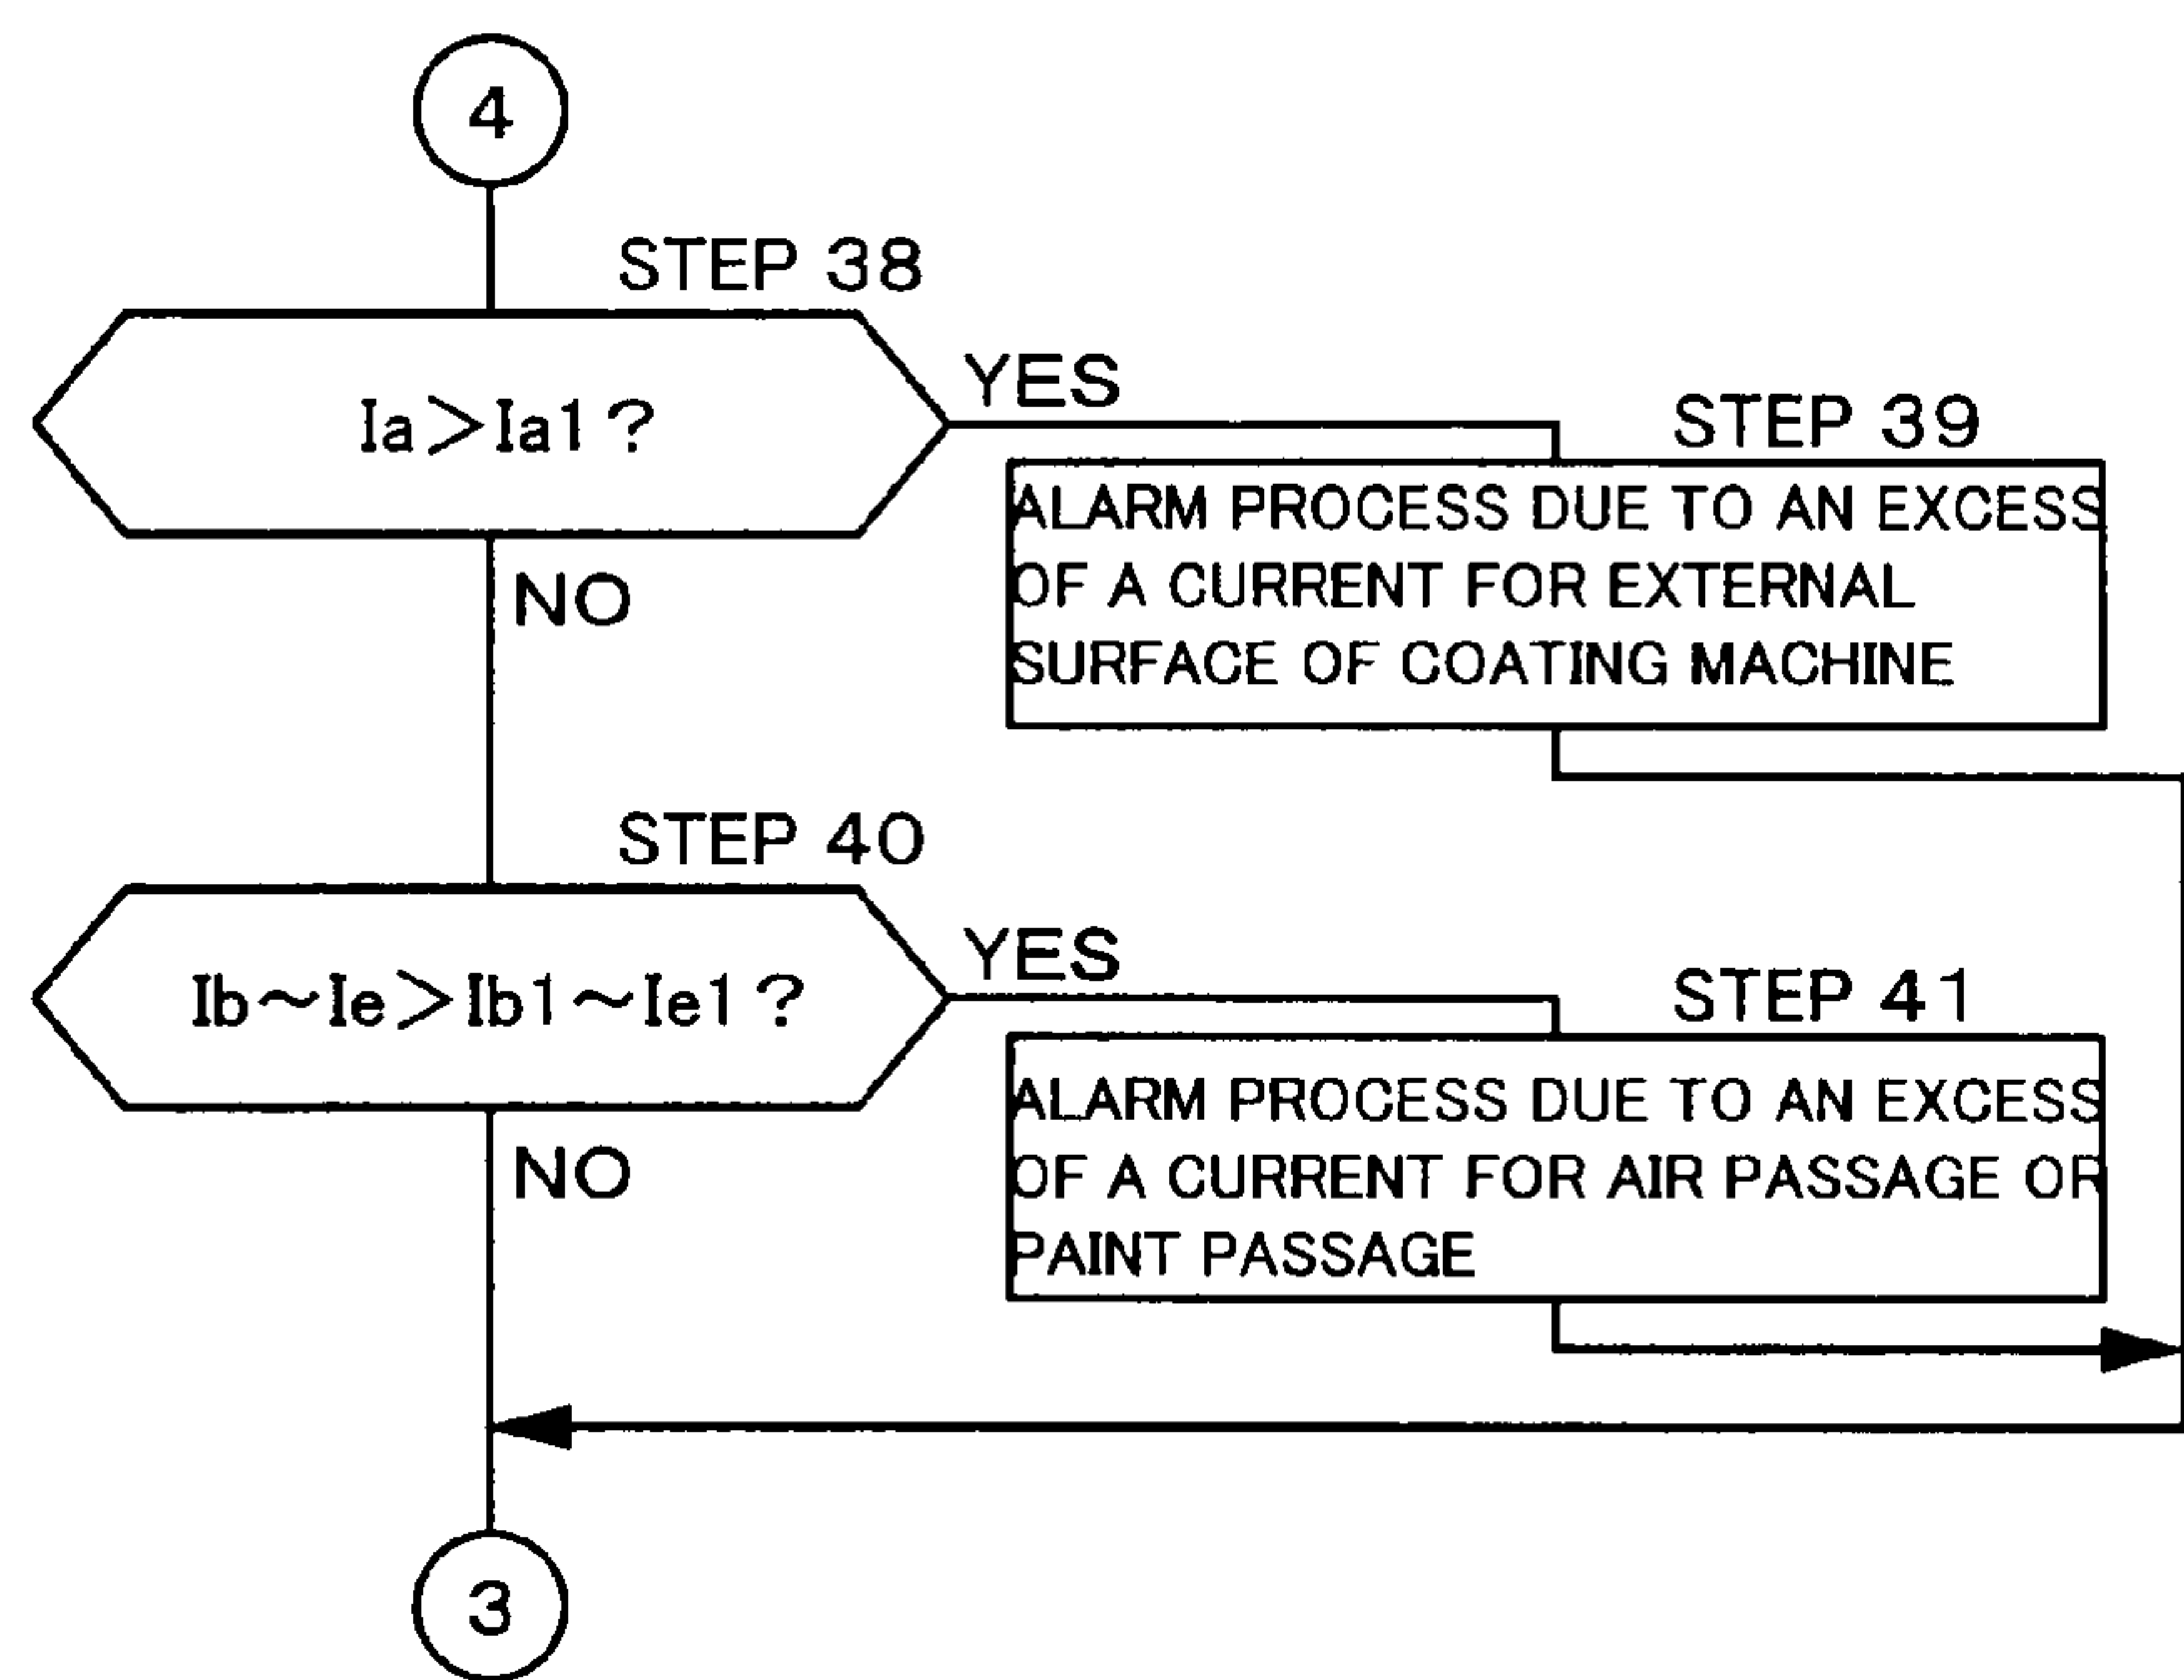 4
STEP 38
Ia＞Ia1？
YES
STEP 39
ALARM PROCESS DUE TO AN EXCESS
OF A CURRENT FOR EXTERNAL
SURFACE OF COATING MACHINE
NO
STEP 40
Ib～Ie＞Ib1～Ie1？
YES
STEP 41
ALARM PROCESS DUE TO AN EXCESS
OF A CURRENT FOR AIR PASSAGE OR
PAINT PASSAGE
NO
3